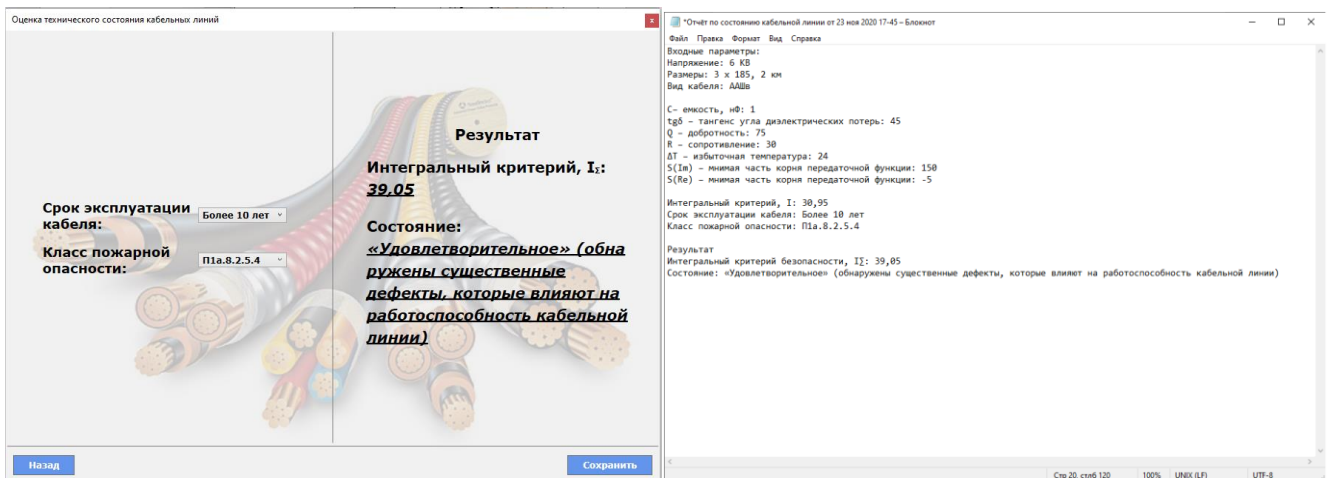 Оценка технического состояния кабельных линий
x
Результат
Интегральный критерий, IΣ:
39,05
Срок эксплуатации
кабеля:
Более 10 лет
Класс пожарной
опасности:
П1а.8.2.5.4
Состояние:
«Удовлетворительное» (обна
ружены существенные
дефекты, которые влияют на
работоспособность кабельной
линии)
Назад
Сохранить
*Отчёт по состоянию кабельной линии от 23 ноя 2020 17-45 – Блокнот
Файл Правка Формат Вид Справка
Входные параметры:
Напряжение: 6 КВ
Размеры: 3 x 185, 2 км
Вид кабеля: ААШв
C– емкость, нФ: 1
tgδ – тангенс угла диэлектрических потерь: 45
Q – добротность: 75
R – сопротивление: 30
ΔT – избыточная температура: 24
S(Im) – мнимая часть корня передаточной функции: 150
S(Re) – мнимая часть корня передаточной функции: -5
Интегральный критерий, I: 30,95
Срок эксплуатации кабеля: Более 10 лет
Класс пожарной опасности: П1а.8.2.5.4
Результат
Интегральный критерий безопасности, I∑: 39,05
Состояние: «Удовлетворительное» (обнаружены существенные дефекты, которые влияют на работоспособность кабельной линии)
Стр 20, стлб 120 100% UNIX (LF) UTF-8